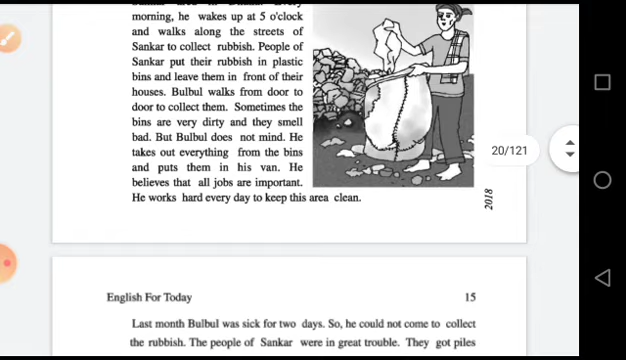 morning, he wakes up at 5 o'clock
and walks along the streets of
Sankar to collect rubbish. People of
Sankar put their rubbish in plastic
bins and leave them in front of their
houses. Bulbul walks from door to
door to collect them. Sometimes the
bins are very dirty and they smell
bad. But Bulbul does not mind. He
takes out everything from the bins
and puts them in his van. He
believes that all jobs are important.
He works hard every day to keep this area clean.
2018
20/121
English For Today 15
Last month Bulbul was sick for two days. So, he could not come to collect
the rubbish. The people of Sankar were in great trouble. They got piles